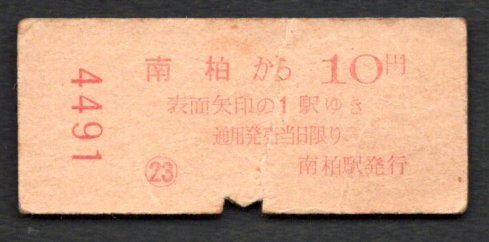 4491
南柏から 10円
表面矢印の1駅ゆき
通用発売当日限り
㉓ 南柏駅発行